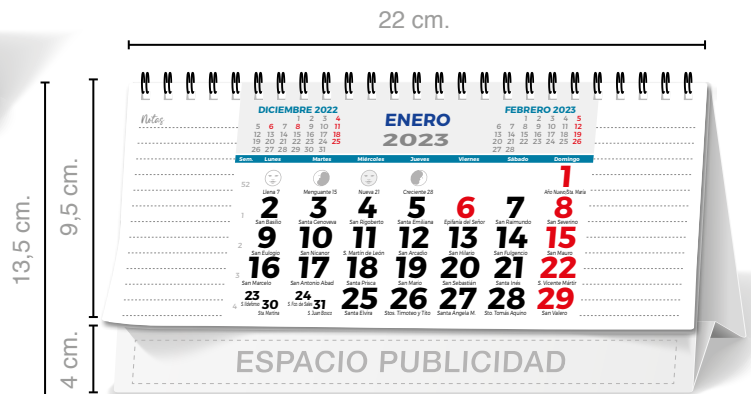 22 cm.
13,5 cm.
9,5 cm.
4 cm.
Notas
DICIEMBRE 2022
1 2 3 4
5 6 7 8 9 10 11
12 13 14 15 16 17 18
19 20 21 22 23 24 25
26 27 28 29 30 31
ENERO
2023
FEBRERO 2023
1 2 3 4 5
6 7 8 9 10 11 12
13 14 15 16 17 18 19
20 21 22 23 24 25 26
27 28
Sem. Lunes Martes Miércoles Jueves Viernes Sábado Domingo
52 1
Llena 7 Menguante 15 Nueva 21 Creciente 28 Año Nuevo Sta. María
1 2 3 4 5 6 7 8
San Basilio Santa Genoveva San Rigoberto Santa Emiliana Epifanía del Señor San Raimundo San Severino
2 9 10 11 12 13 14 15
San Eulogio San Nicanor S. Martín de León San Arcadio San Hilario San Fulgencio San Mauro
3 16 17 18 19 20 21 22
San Marcelo San Antonio Abad Santa Prisca San Mario San Sebastián Santa Inés S. Vicente Mártir
4 23 30 24 31 25 26 27 28 29
S. Ildefonso Sta Martina S. Fco. de Sales S. Juan Bosco Santa Elvira Stos. Timoteo y Tito Santa Ángela M. Sto. Tomás Aquino San Valero
ESPACIO PUBLICIDAD